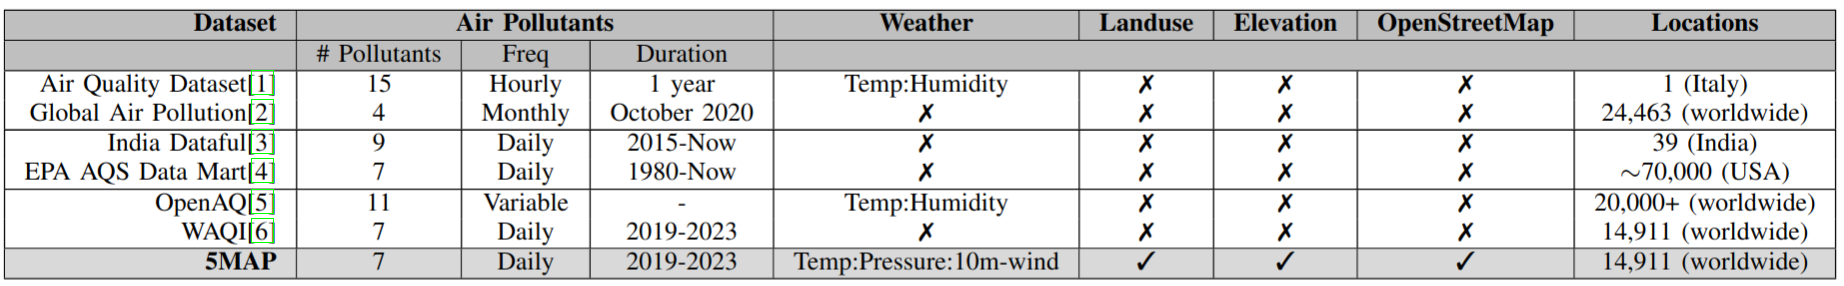 Dataset Air Pollutants Weather Landuse Elevation OpenStreetMap Locations
# Pollutants Freq Duration
Air Quality Dataset[1] 15 Hourly 1 year Temp:Humidity ✗ ✗ ✗ 1 (Italy)
Global Air Pollution[2] 4 Monthly October 2020 ✗ ✗ ✗ ✗ 24,463 (worldwide)
India Dataful[3] 9 Daily 2015-Now ✗ ✗ ✗ ✗ 39 (India)
EPA AQS Data Mart[4] 7 Daily 1980-Now ✗ ✗ ✗ ✗ ∼70,000 (USA)
OpenAQ[5] 11 Variable - Temp:Humidity ✗ ✗ ✗ 20,000+ (worldwide)
WAQI[6] 7 Daily 2019-2023 ✗ ✗ ✗ ✗ 14,911 (worldwide)
5MAP 7 Daily 2019-2023 Temp:Pressure:10m-wind ✓ ✓ ✓ 14,911 (worldwide)